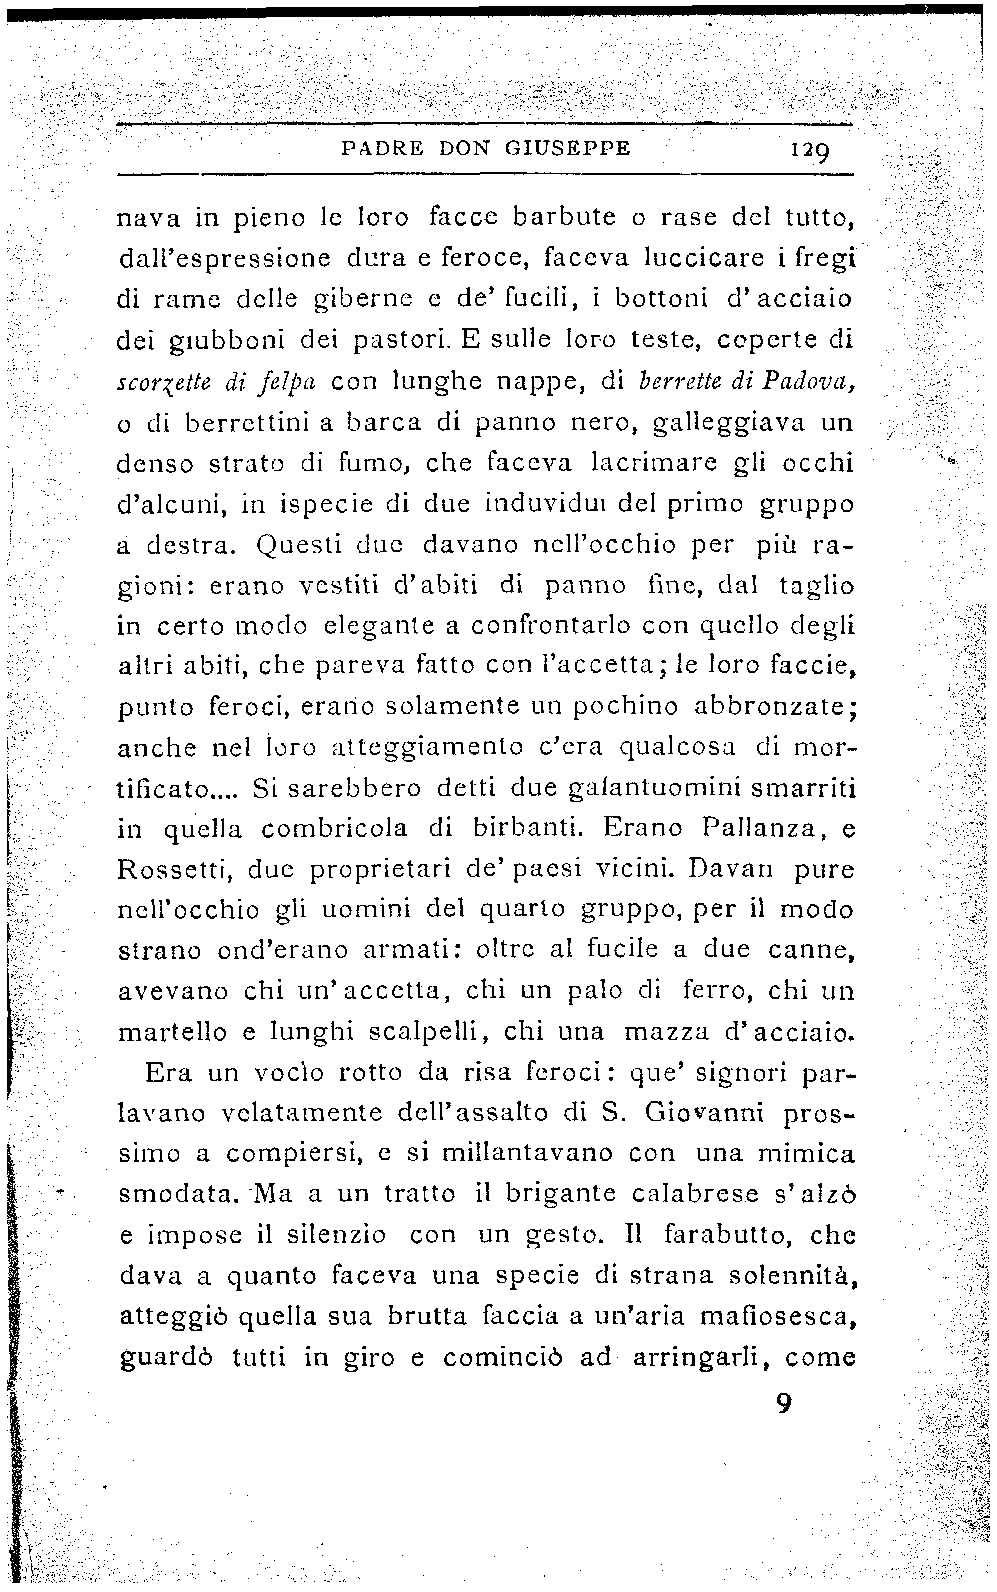 PADRE DON GIUSEPPE 129
nava in pieno le loro facce barbute o rase del tutto,
dall'espressione dura e feroce, faceva luccicare i fregi
di rame delle giberne e de' fucili, i bottoni d'acciaio
dei giubboni dei pastori. E sulle loro teste, coperte di
scorzette di felpa con lunghe nappe, di berrette di Padova,
o di berrettini a barca di panno nero, galleggiava un
denso strato di fumo, che faceva lacrimare gli occhi
d'alcuni, in ispecie di due induvidui del primo gruppo
a destra. Questi due davano nell'occhio per più ra-
gioni: erano vestiti d'abiti di panno fine, dal taglio
in certo modo elegante a confrontarlo con quello degli
altri abiti, che pareva fatto con l'accetta; le loro faccie,
punto feroci, erano solamente un pochino abbronzate;
anche nel loro atteggiamento c'era qualcosa di mor-
tificato.... Si sarebbero detti due galantuomini smarriti
in quella combricola di birbanti. Erano Pallanza, e
Rossetti, due proprietari de' paesi vicini. Davan pure
nell'occhio gli uomini del quarto gruppo, per il modo
strano ond'erano armati: oltre al fucile a due canne,
avevano chi un'accetta, chi un palo di ferro, chi un
martello e lunghi scalpelli, chi una mazza d'acciaio.
Era un vocìo rotto da risa feroci: que' signori par-
lavano velatamente dell'assalto di S. Giovanni pros-
simo a compiersi, e si millantavano con una mimica
smodata. Ma a un tratto il brigante calabrese s'alzò
e impose il silenzio con un gesto. Il farabutto, che
dava a quanto faceva una specie di strana solennità,
atteggiò quella sua brutta faccia a un'aria mafiosesca,
guardò tutti in giro e cominciò ad arringarli, come
9